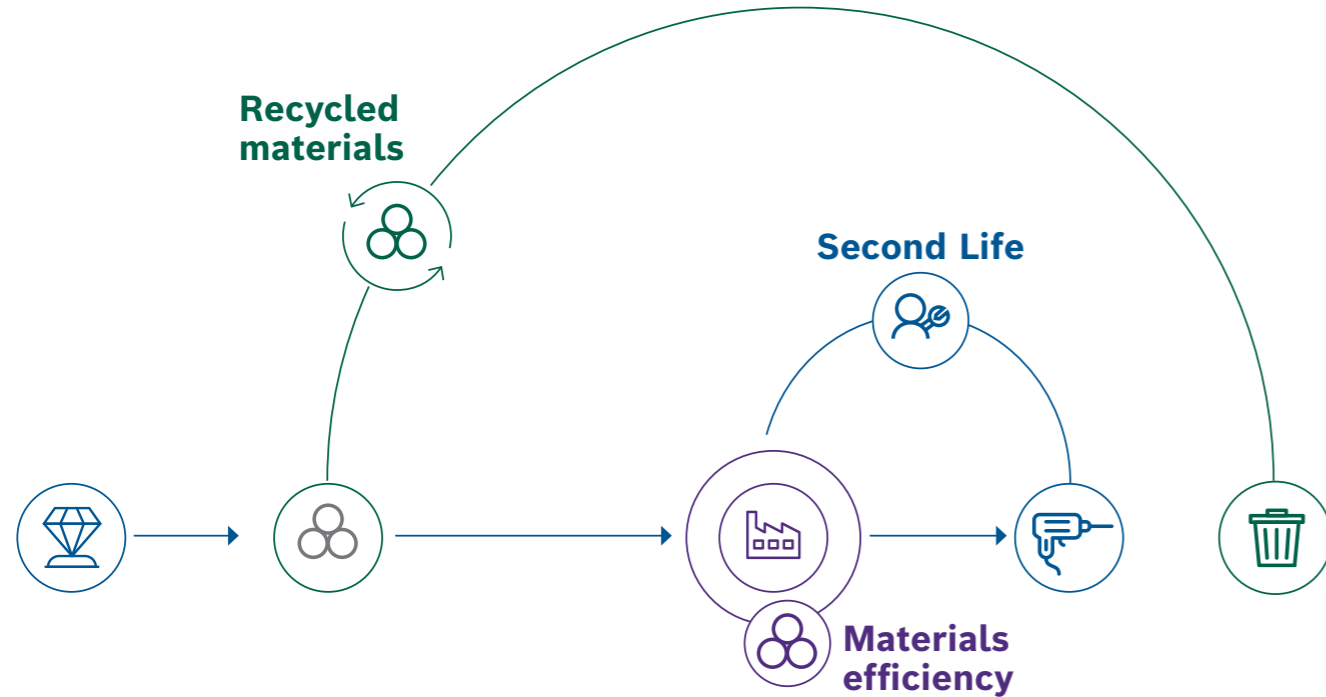 Recycled
materials
Second Life
Materials
efficiency